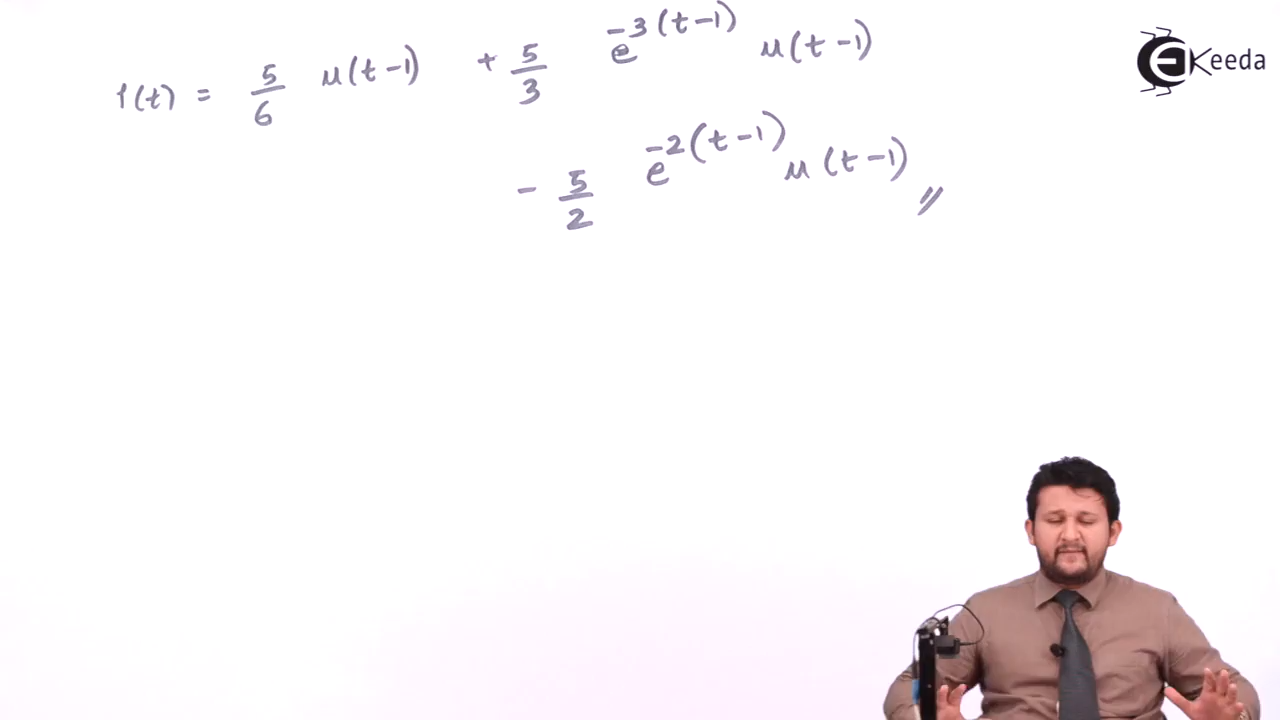 i(t) = 5/6 u(t-1) + 5/3 e^-3(t-1) u(t-1)
- 5/2 e^-2(t-1) u(t-1) //
EKeeda